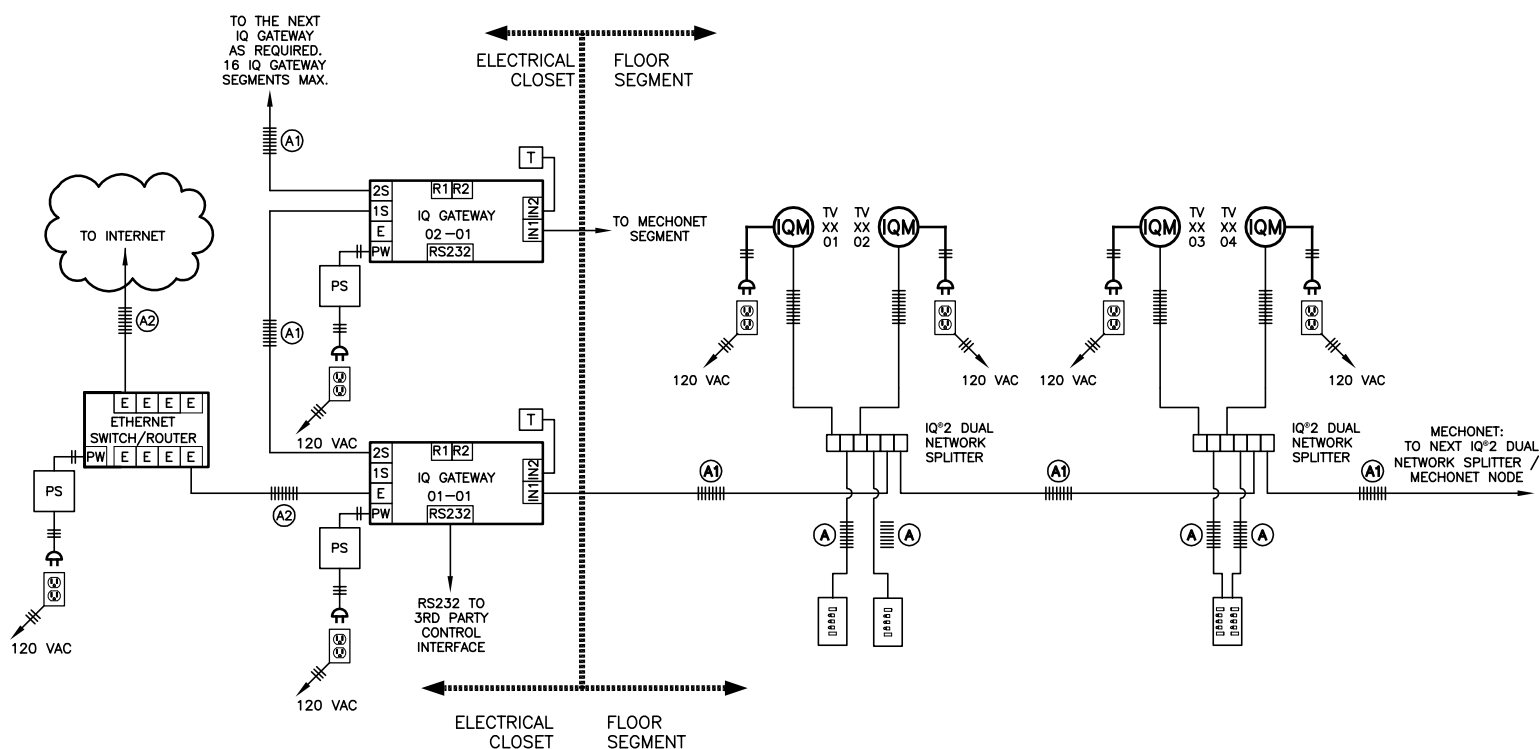 TO THE NEXT
IQ GATEWAY
AS REQUIRED.
16 IQ GATEWAY
SEGMENTS MAX.
ELECTRICAL
CLOSET
FLOOR
SEGMENT
A1
T
2S
1S
E
PW
R1 R2
IQ GATEWAY
02-01
RS232
IN1 IN2
TO MECHONET
SEGMENT
PS
120 VAC
TO INTERNET
A2
A1
E E E E
ETHERNET
SWITCH/ROUTER
PW E E E E
PS
120 VAC
A2
T
2S
1S
E
PW
R1 R2
IQ GATEWAY
01-01
RS232
IN1 IN2
PS
120 VAC
RS232 TO
3RD PARTY
CONTROL
INTERFACE
IQM
TV
XX
01
TV
XX
02
IQM
120 VAC
120 VAC
IQ®2 DUAL
NETWORK
SPLITTER
A1
A
A
IQM
TV
XX
03
TV
XX
04
IQM
120 VAC
120 VAC
IQ®2 DUAL
NETWORK
SPLITTER
A1
A
A
MECHONET:
TO NEXT IQ®2 DUAL
NETWORK SPLITTER /
MECHONET NODE
A1
ELECTRICAL
CLOSET
FLOOR
SEGMENT